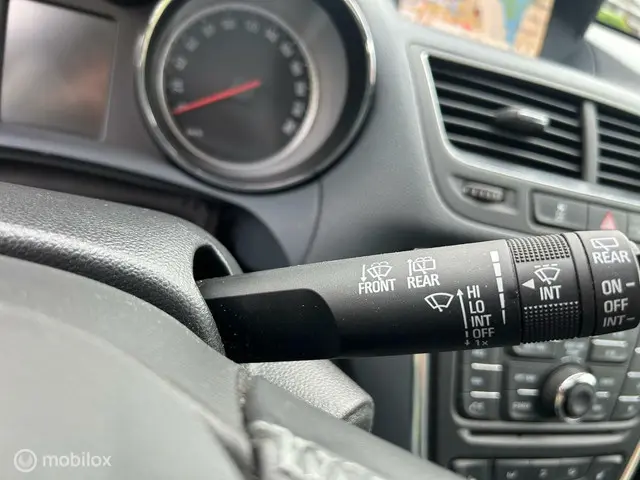 FRONT REAR
HI
LO
INT
OFF
1x
INT
REAR
ON
OFF
INT
mobilox